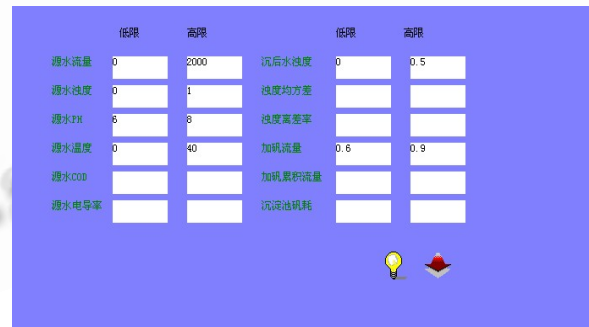 低限 高限 低限 高限
源水流量 0 2000 沉后水浊度 0 0.5
源水浊度 0 1 浊度均方差
源水PH 6 8 浊度离差率
源水温度 0 40 加矾流量 0.6 0.9
源水COD 加矾累积流量
源水电导率 沉淀池矾耗